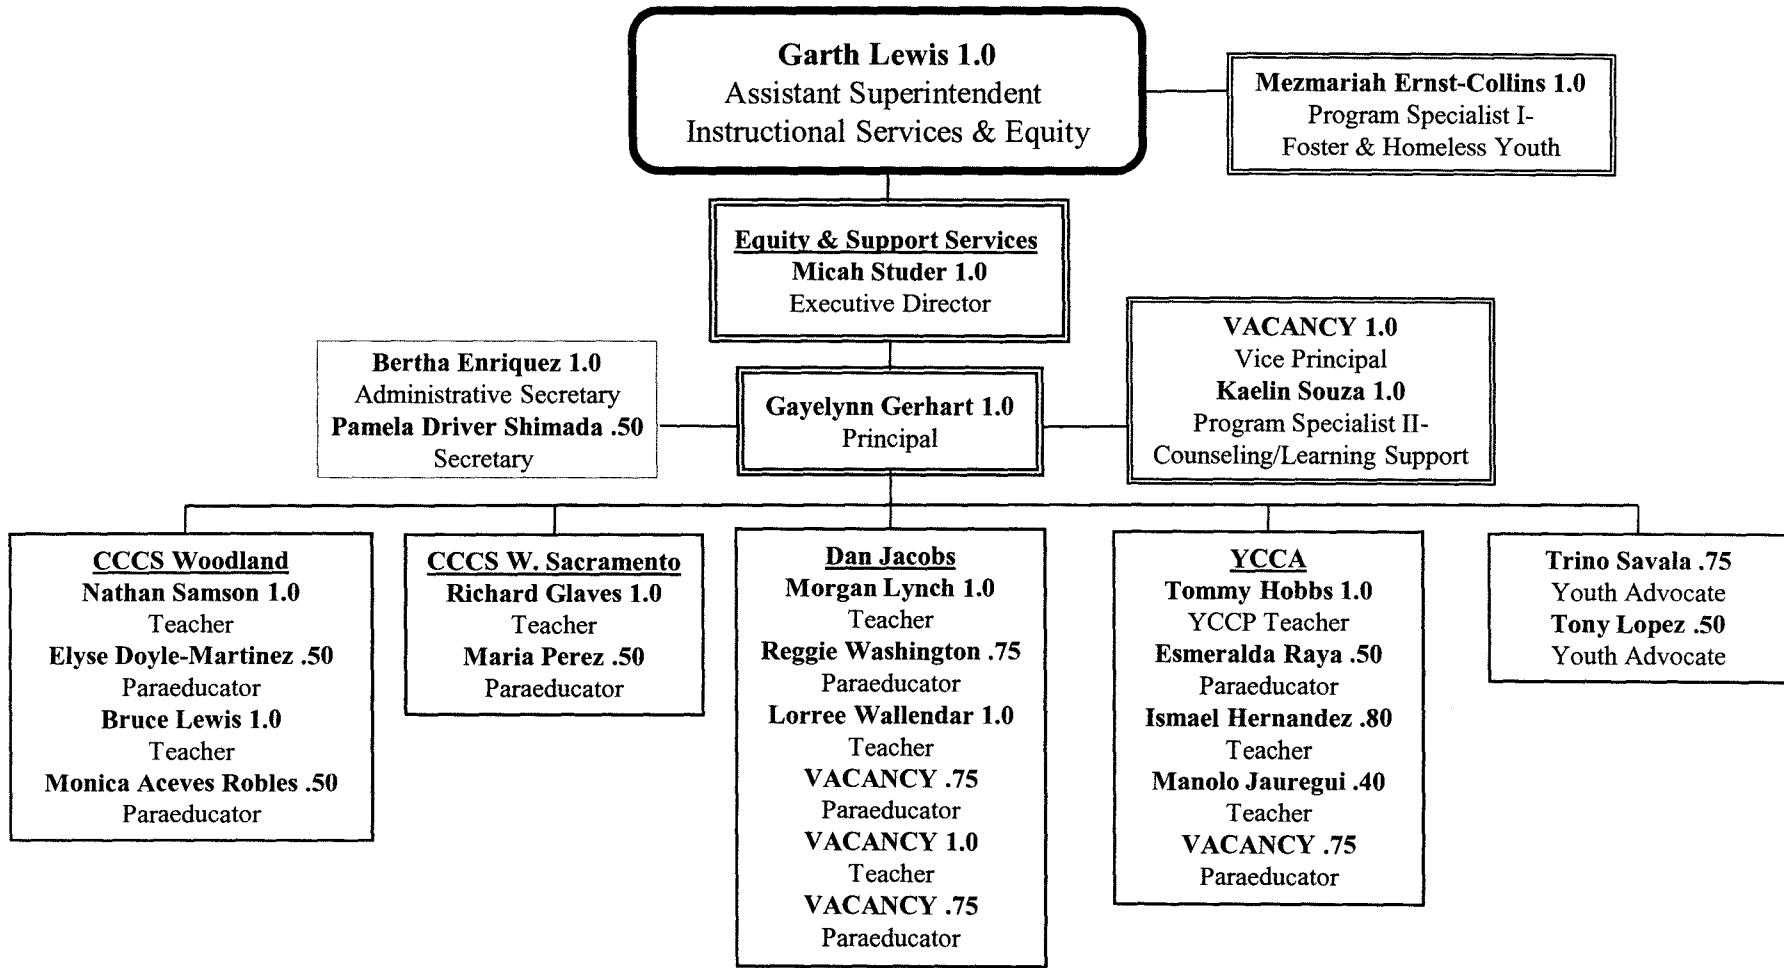 Garth Lewis 1.0
Assistant Superintendent
Instructional Services & Equity
Mezmariah Ernst-Collins 1.0
Program Specialist I-
Foster & Homeless Youth
Equity & Support Services
Micah Studer 1.0
Executive Director
Bertha Enriquez 1.0
Administrative Secretary
Pamela Driver Shimada .50
Secretary
Gayelynn Gerhart 1.0
Principal
VACANCY 1.0
Vice Principal
Kaelin Souza 1.0
Program Specialist II-
Counseling/Learning Support
CCCS Woodland
Nathan Samson 1.0
Teacher
Elyse Doyle-Martinez .50
Paraeducator
Bruce Lewis 1.0
Teacher
Monica Aceves Robles .50
Paraeducator
CCCS W. Sacramento
Richard Glaves 1.0
Teacher
Maria Perez .50
Paraeducator
Dan Jacobs
Morgan Lynch 1.0
Teacher
Reggie Washington .75
Paraeducator
Lorree Wallendar 1.0
Teacher
VACANCY .75
Paraeducator
VACANCY 1.0
Teacher
VACANCY .75
Paraeducator
YCCA
Tommy Hobbs 1.0
YCCP Teacher
Esmeralda Raya .50
Paraeducator
Ismael Hernandez .80
Teacher
Manolo Jauregui .40
Teacher
VACANCY .75
Paraeducator
Trino Savala .75
Youth Advocate
Tony Lopez .50
Youth Advocate